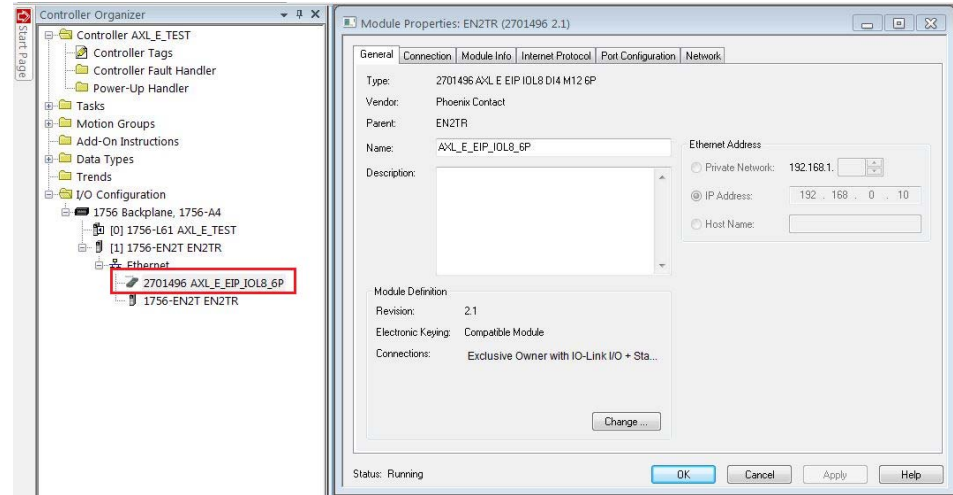 Start Page
Controller Organizer
Controller AXL_E_TEST
Controller Tags
Controller Fault Handler
Power-Up Handler
Tasks
Motion Groups
Add-On Instructions
Data Types
Trends
I/O Configuration
1756 Backplane, 1756-A4
[0] 1756-L61 AXL_E_TEST
[1] 1756-EN2T EN2TR
Ethernet
2701496 AXL_E_EIP_IOL8_6P
1756-EN2T EN2TR
Module Properties: EN2TR (2701496 2.1)
General Connection Module Info Internet Protocol Port Configuration Network
Type: 2701496 AXL E EIP IOL8 DI4 M12 6P
Vendor: Phoenix Contact
Parent: EN2TR
Name: AXL_E_EIP_IOL8_6P
Description:
Ethernet Address
Private Network: 192.168.1.
IP Address: 192 . 168 . 0 . 10
Host Name:
Module Definition
Revision: 2.1
Electronic Keying: Compatible Module
Connections: Exclusive Owner with IO-Link I/O + Sta...
Change ...
Status: Running
OK Cancel Apply Help